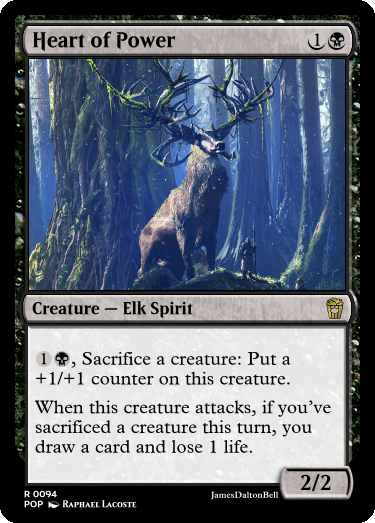 Heart of Power 1
Creature — Elk Spirit
1, Sacrifice a creature: Put a
+1/+1 counter on this creature.
When this creature attacks, if you've
sacrificed a creature this turn, you
draw a card and lose 1 life.
2/2
R 0094
POP Raphael Lacoste
JamesDaltonBell